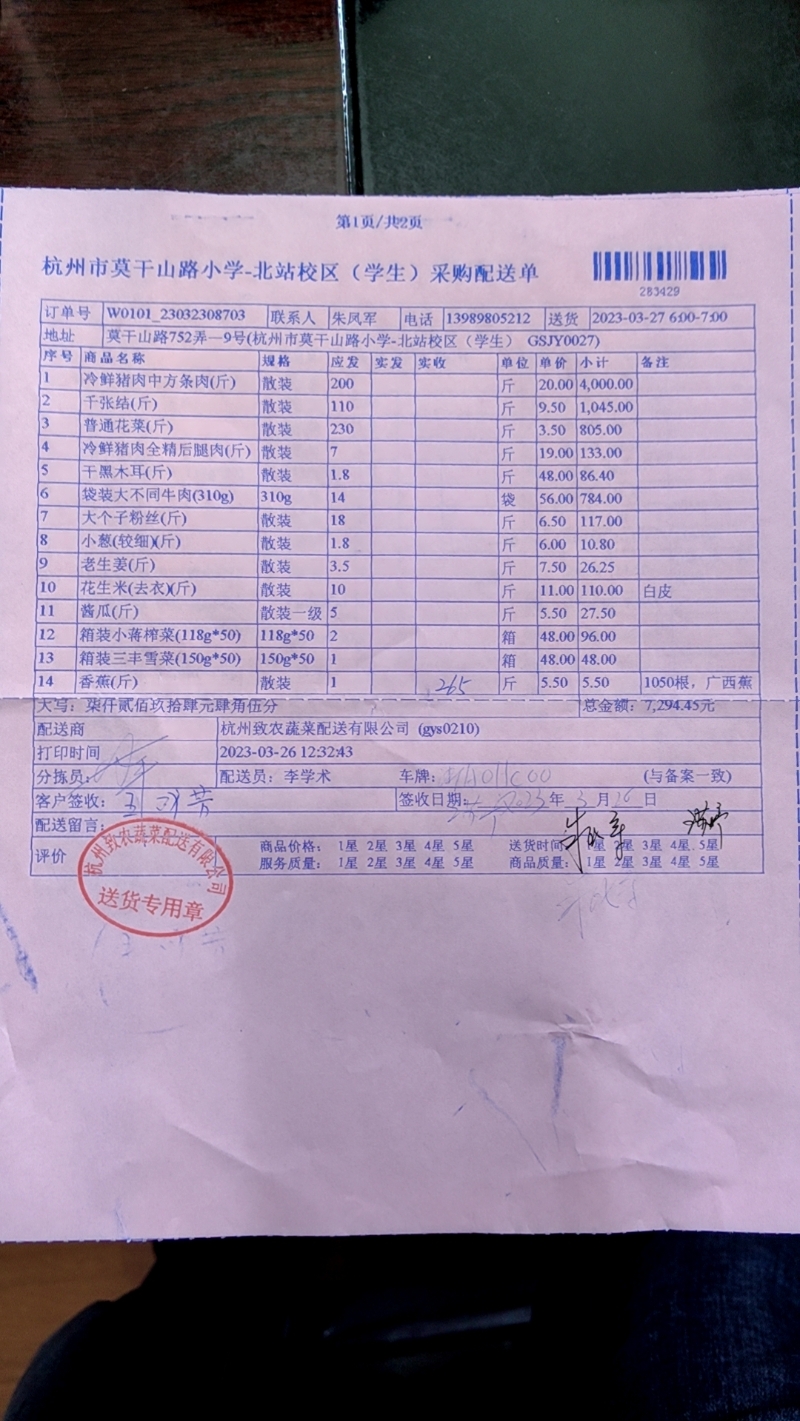 第1页/共2页
杭州市莫干山路小学-北站校区（学生）采购配送单
283429
订单号 W0101_23032308703 联系人 朱凤军 电话 13989805212 送货 2023-03-27 6:00-7:00
地址 莫干山路752弄一9号(杭州市莫干山路小学-北站校区（学生） GSJY0027)
序号 商品名称 规格 应发 实发 实收 单位 单价 小计 备注
1 冷鲜猪肉中方条肉(斤) 散装 200 斤 20.00 4,000.00
2 千张结(斤) 散装 110 斤 9.50 1,045.00
3 普通花菜(斤) 散装 230 斤 3.50 805.00
4 冷鲜猪肉全精后腿肉(斤) 散装 7 斤 19.00 133.00
5 干黑木耳(斤) 散装 1.8 斤 48.00 86.40
6 袋装大不同牛肉(310g) 310g 14 袋 56.00 784.00
7 大个子粉丝(斤) 散装 18 斤 6.50 117.00
8 小葱(较细)(斤) 散装 1.8 斤 6.00 10.80
9 老生姜(斤) 散装 3.5 斤 7.50 26.25
10 花生米(去衣)(斤) 散装 10 斤 11.00 110.00 白皮
11 酱瓜(斤) 散装一级 5 斤 5.50 27.50
12 箱装小蒋榨菜(118g*50) 118g*50 2 箱 48.00 96.00
13 箱装三丰雪菜(150g*50) 150g*50 1 箱 48.00 48.00
14 香蕉(斤) 散装 1 265 斤 5.50 5.50 1050根，广西蕉
大写：柒仟贰佰玖拾肆元肆角伍分 总金额：7,294.45元
配送商 杭州致农蔬菜配送有限公司 (gys0210)
打印时间 2023-03-26 12:32:43
分拣员： 配送员：李学术 车牌： (与备案一致)
客户签收： 签收日期： 2023年 3月 26日
配送留言：
评价 商品价格： 1星 2星 3星 4星 5星 送货时间： 1星 2星 3星 4星 5星
服务质量： 1星 2星 3星 4星 5星 商品质量： 1星 2星 3星 4星 5星
杭州致农蔬菜配送有限公司
送货专用章